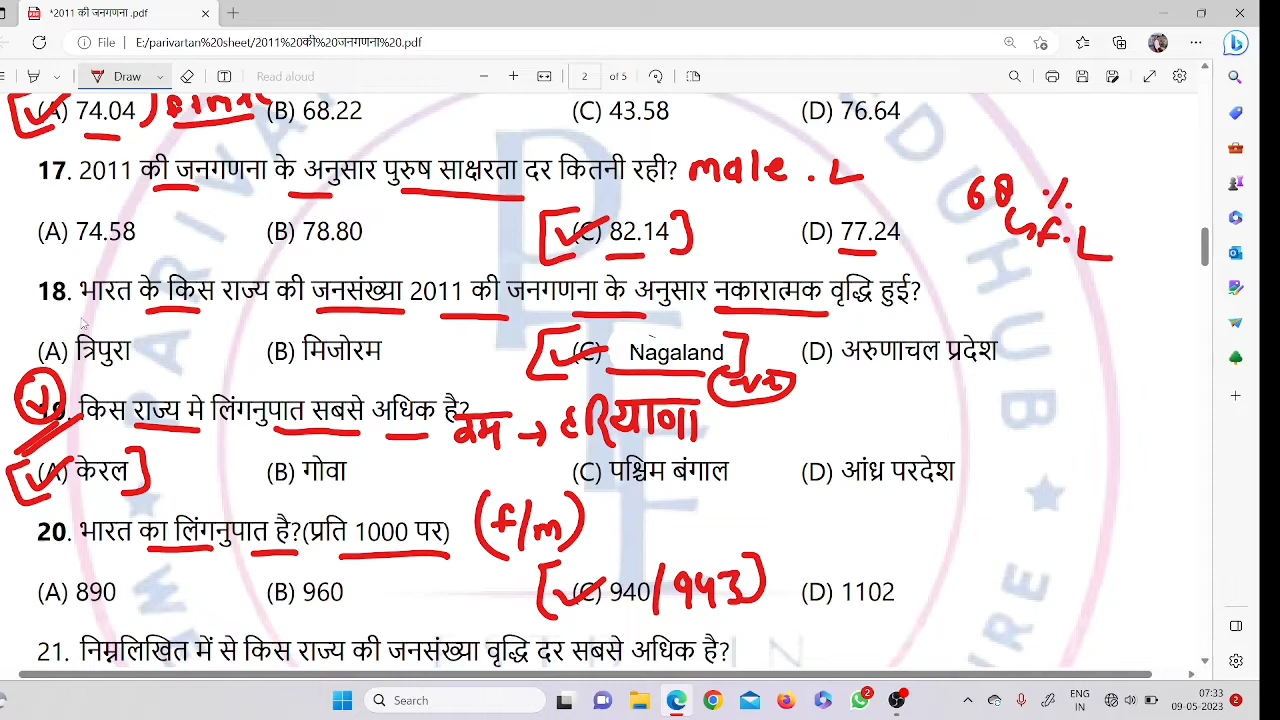 *2011 की जनगणना .pdf
File E:/parivartan%20sheet/2011%20की%20जनगणना%20.pdf
Draw Read aloud 2 of 5
(A) 74.04 (B) 68.22 (C) 43.58 (D) 76.64
17. 2011 की जनगणना के अनुसार पुरुष साक्षरता दर कितनी रही? male . L
68 %
f.L
(A) 74.58 (B) 78.80 (C) 82.14 (D) 77.24
18. भारत के किस राज्य की जनसंख्या 2011 की जनगणना के अनुसार नकारात्मक वृद्धि हुई?
(A) त्रिपुरा (B) मिजोरम (C) Nagaland (D) अरुणाचल प्रदेश
19. किस राज्य मे लिंगनुपात सबसे अधिक है? कम → हरियाणा
(A) केरल (B) गोवा (C) पश्चिम बंगाल (D) आंध्र परदेश
20. भारत का लिंगनुपात है?(प्रति 1000 पर) (f/m)
(A) 890 (B) 960 (C) 940 / 943 (D) 1102
21. निम्नलिखित में से किस राज्य की जनसंख्या वृद्धि दर सबसे अधिक है?
Search ENG IN 07:33 09-05-2023 2